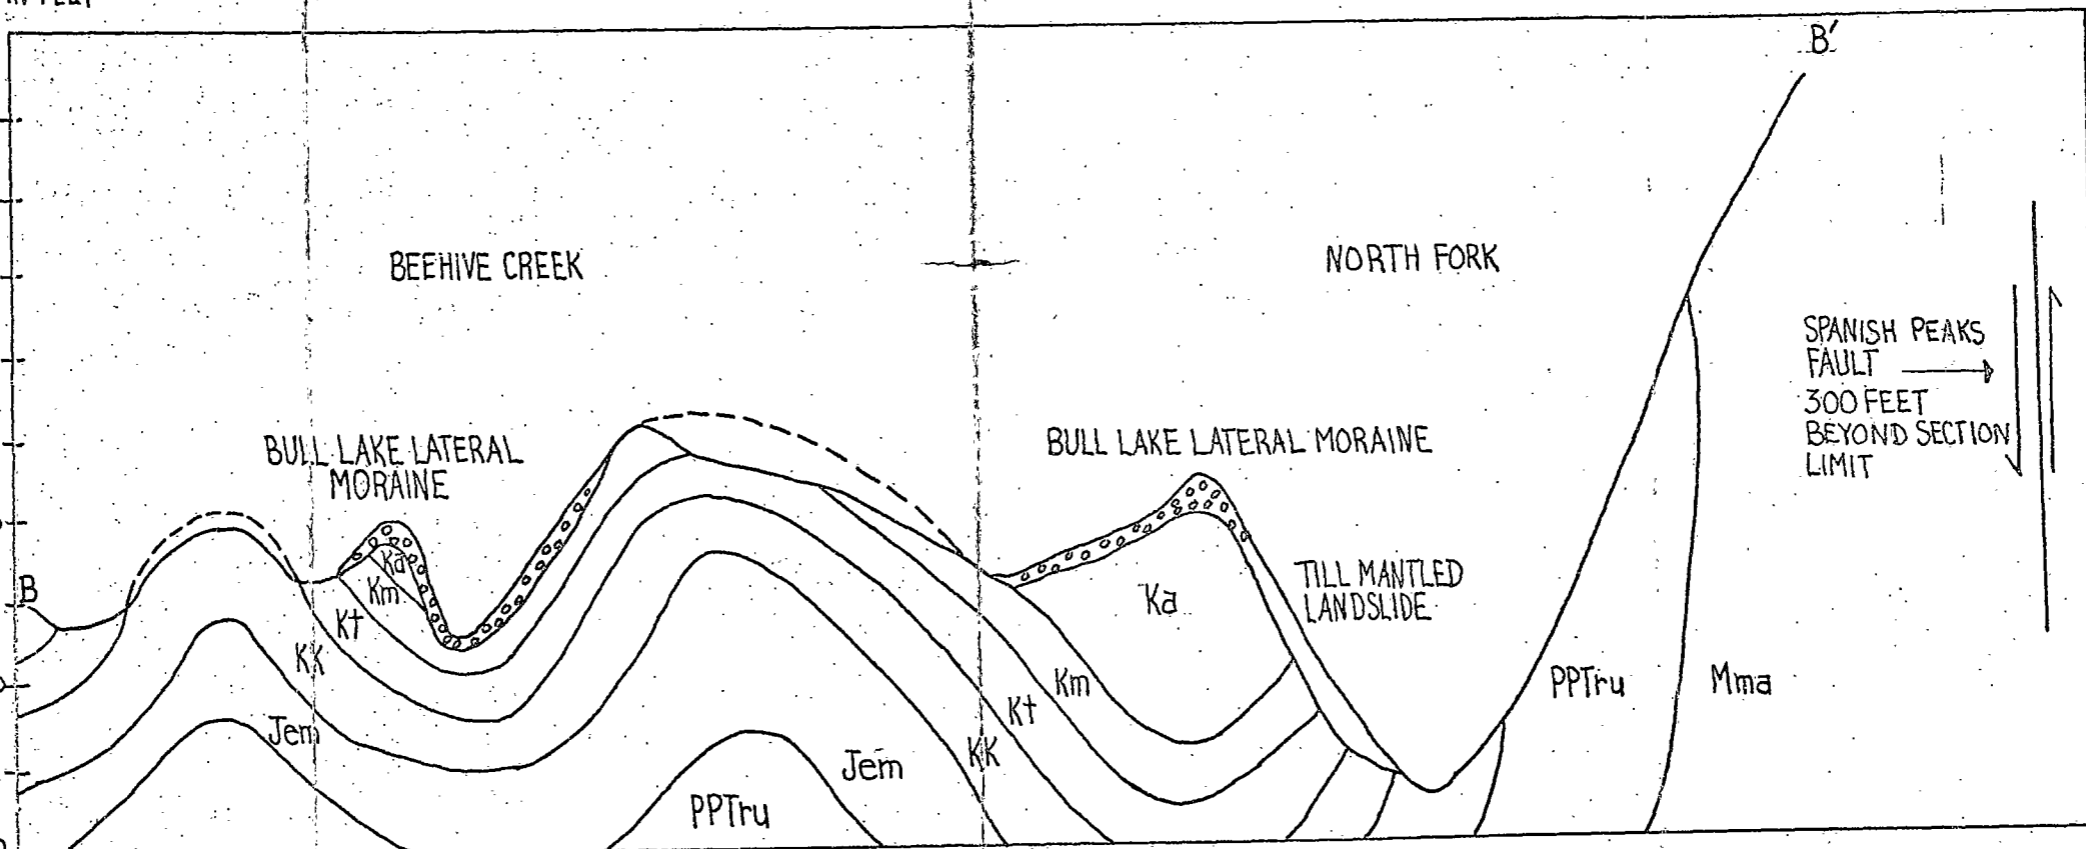 B′
BEEHIVE CREEK
NORTH FORK
SPANISH PEAKS
FAULT
300 FEET
BEYOND SECTION
LIMIT
BULL LAKE LATERAL
MORAINE
BULL LAKE LATERAL MORAINE
TILL MANTLED
LANDSLIDE
B
Ka
Km
Kt
KK
Jem
Ka
Km
Kt
KK
Jem
PPTru
PPTru
Mma